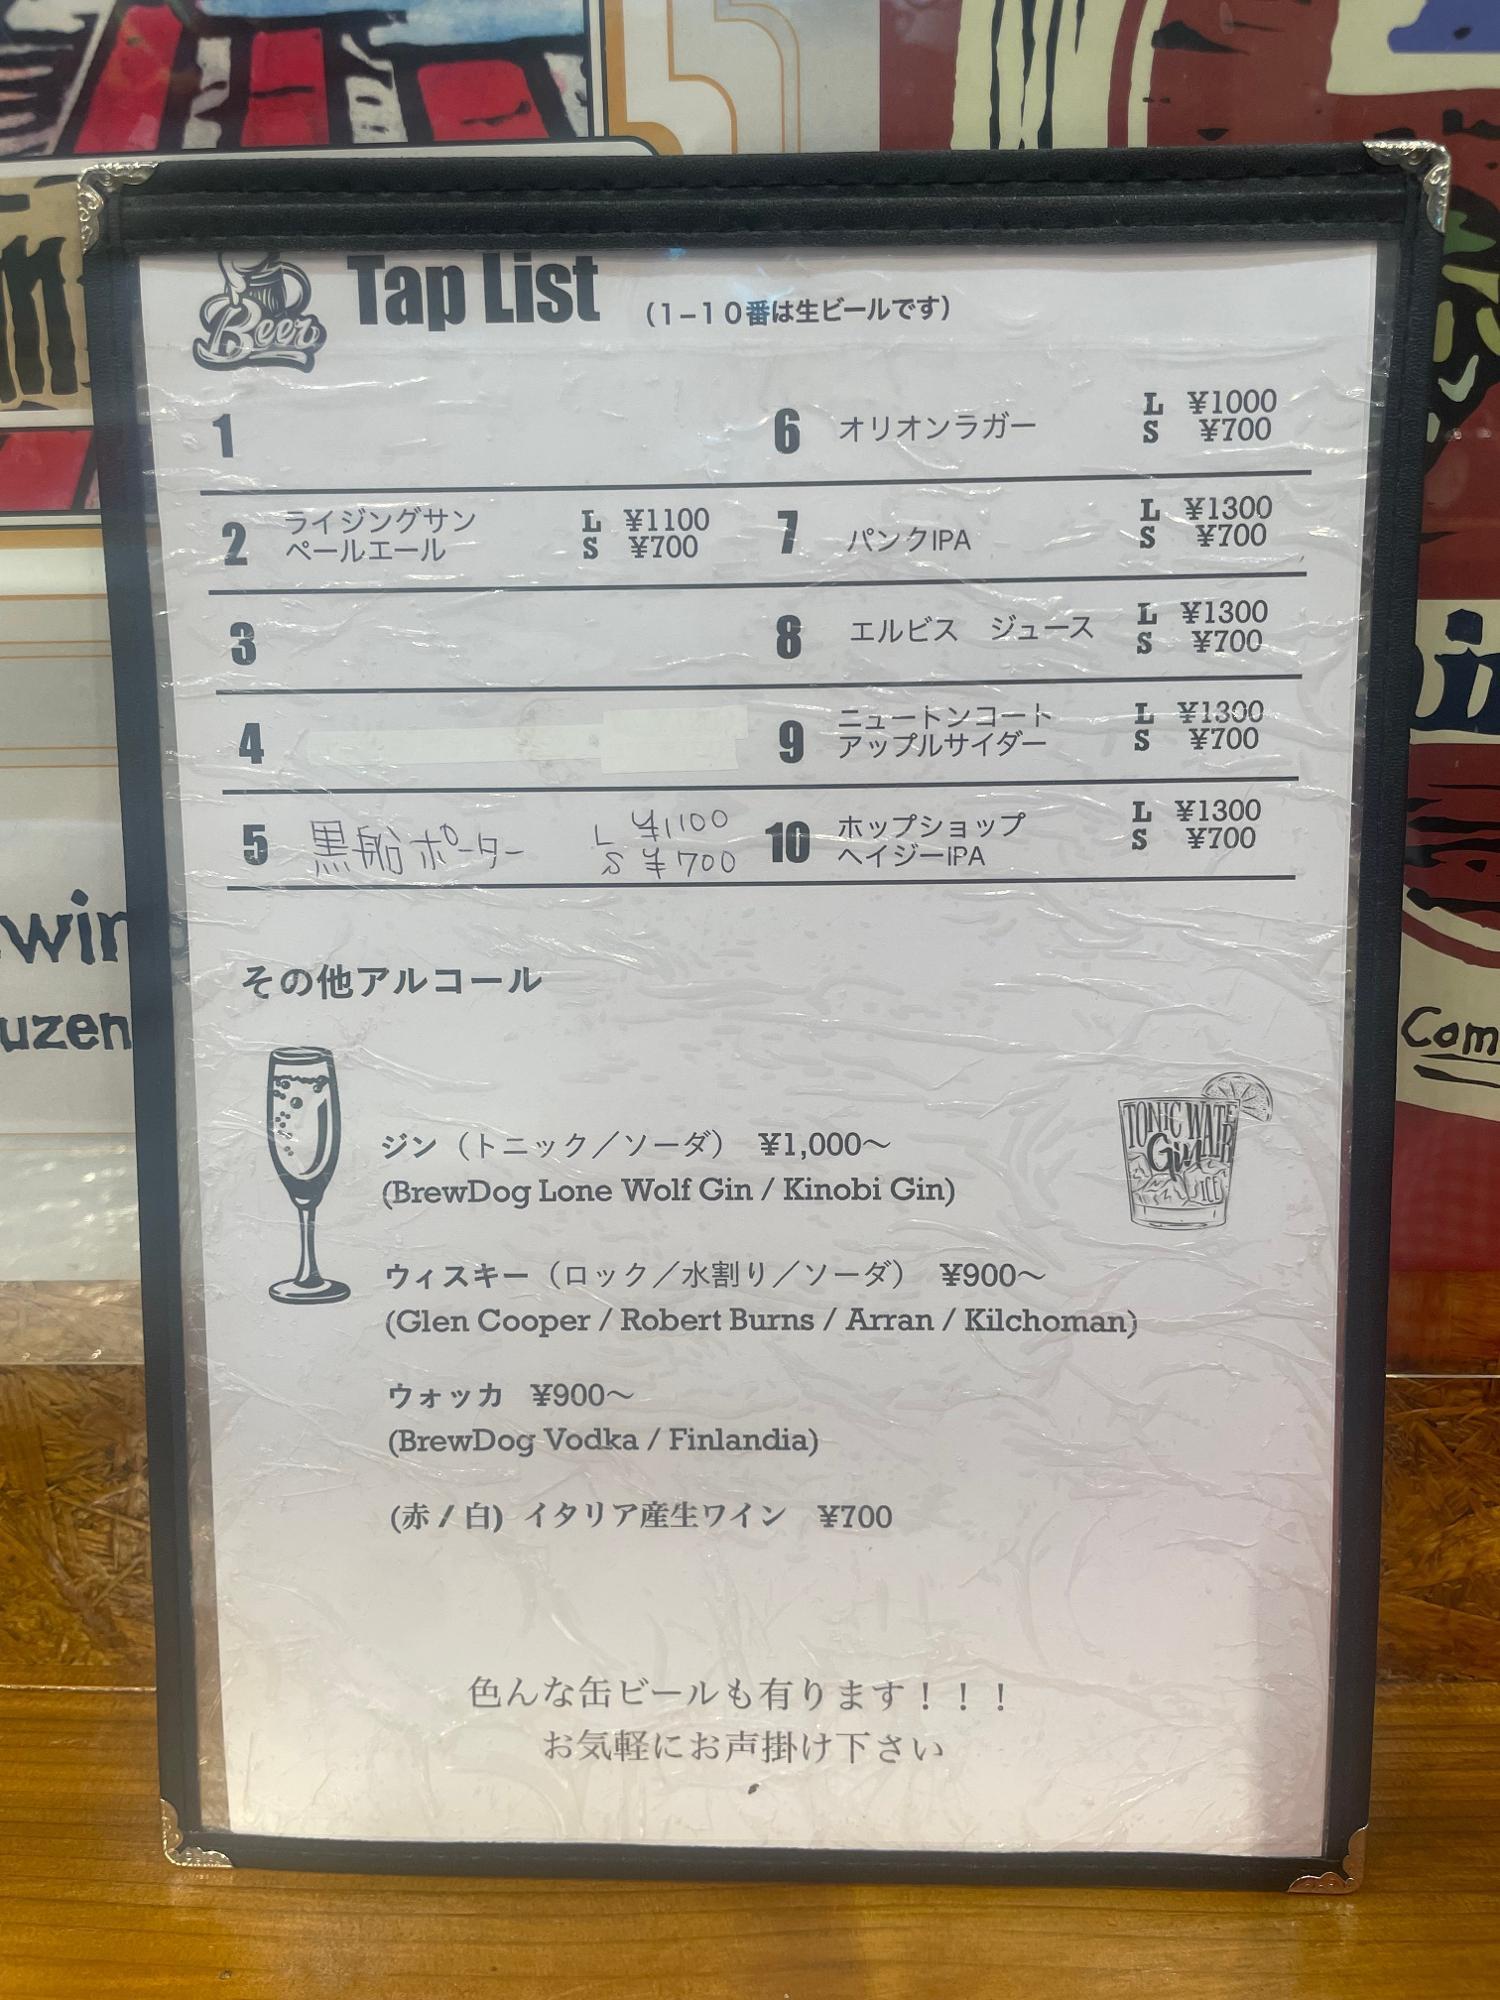 Beer
Tap List (1–10番は生ビールです)
1
2 ライジングサン
ペールエール
L ¥1100
S ¥700
3
4
5 黒船ポーター
L ¥1100
S ¥700
6 オリオンラガー
L ¥1000
S ¥700
7 パンクIPA
L ¥1300
S ¥700
8 エルビス ジュース
L ¥1300
S ¥700
9 ニュートンコート
アップルサイダー
L ¥1300
S ¥700
10 ホップショップ
ヘイジーIPA
L ¥1300
S ¥700
その他アルコール
ジン（トニック／ソーダ） ¥1,000〜
(BrewDog Lone Wolf Gin / Kinobi Gin)
TONIC WATER
Gin
ICE
ウィスキー（ロック／水割り／ソーダ） ¥900〜
(Glen Cooper / Robert Burns / Arran / Kilchoman)
ウォッカ ¥900〜
(BrewDog Vodka / Finlandia)
(赤 / 白) イタリア産生ワイン ¥700
色んな缶ビールも有ります！！！
お気軽にお声掛け下さい
uzen
Com